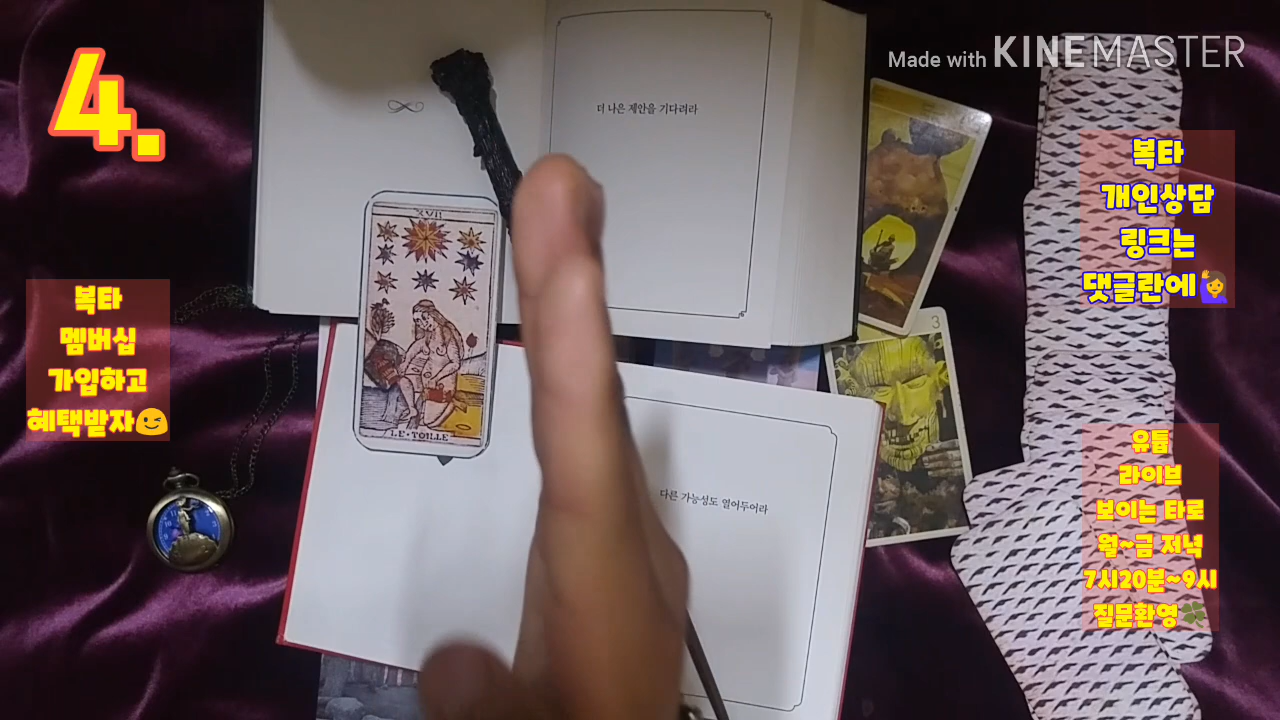 4.
Made with KINEMASTER
더 나은 제안을 기다려라
복타
개인상담
링크는
댓글란에🙋‍♀️
XVII
복타
멤버십
가입하고
혜택받자😉
3
LE•TOILLE
다른 가능성도 열어두어라
유튭
라이브
보이는 타로
월~금 저녁
7시20분~9시
질문환영🍀